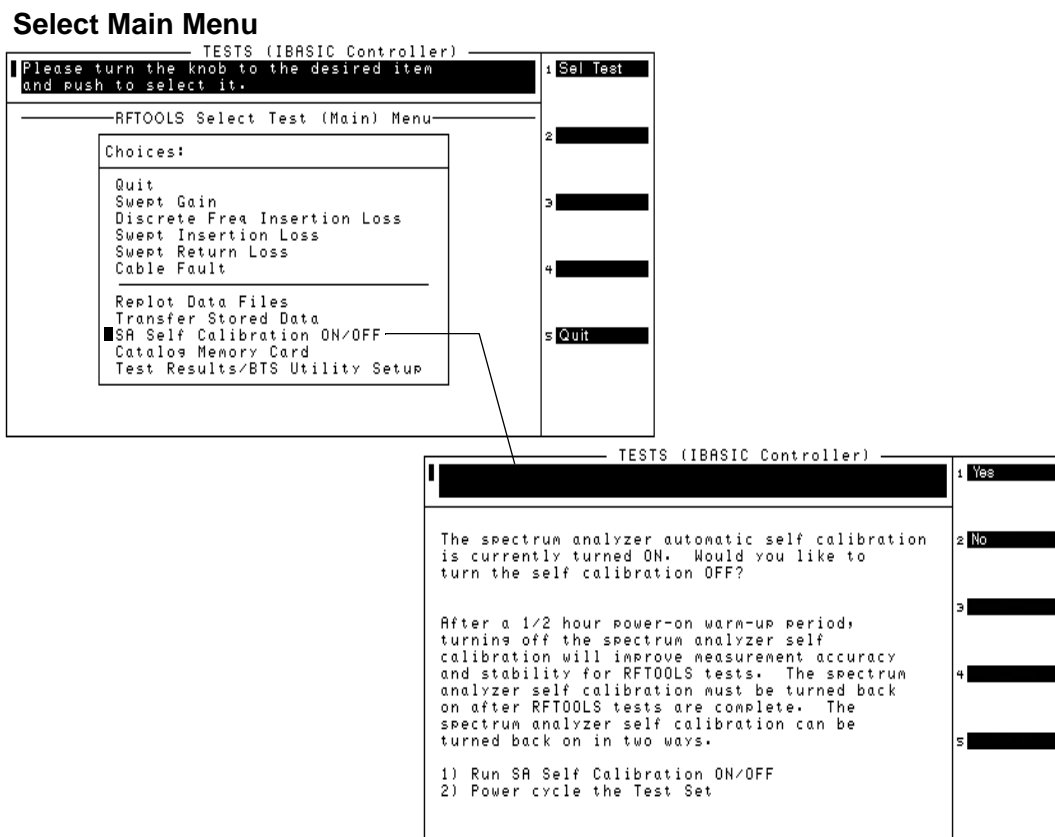 Select Main Menu
TESTS (IBASIC Controller)
Please turn the knob to the desired item
and push to select it.
1 Sel Test
RFTOOLS Select Test (Main) Menu
2
Choices:
Quit
Swept Gain
3
Discrete Freq Insertion Loss
Swept Insertion Loss
Swept Return Loss
Cable Fault
4
Replot Data Files
Transfer Stored Data
SA Self Calibration ON/OFF
5 Quit
Catalog Memory Card
Test Results/BTS Utility Setup
TESTS (IBASIC Controller)
1 Yes
The spectrum analyzer automatic self calibration
2 No
is currently turned ON. Would you like to
turn the self calibration OFF?
3
After a 1/2 hour power-on warm-up period,
turning off the spectrum analyzer self
calibration will improve measurement accuracy
and stability for RFTOOLS tests. The spectrum
4
analyzer self calibration must be turned back
on after RFTOOLS tests are complete. The
spectrum analyzer self calibration can be
turned back on in two ways.
5
1) Run SA Self Calibration ON/OFF
2) Power cycle the Test Set